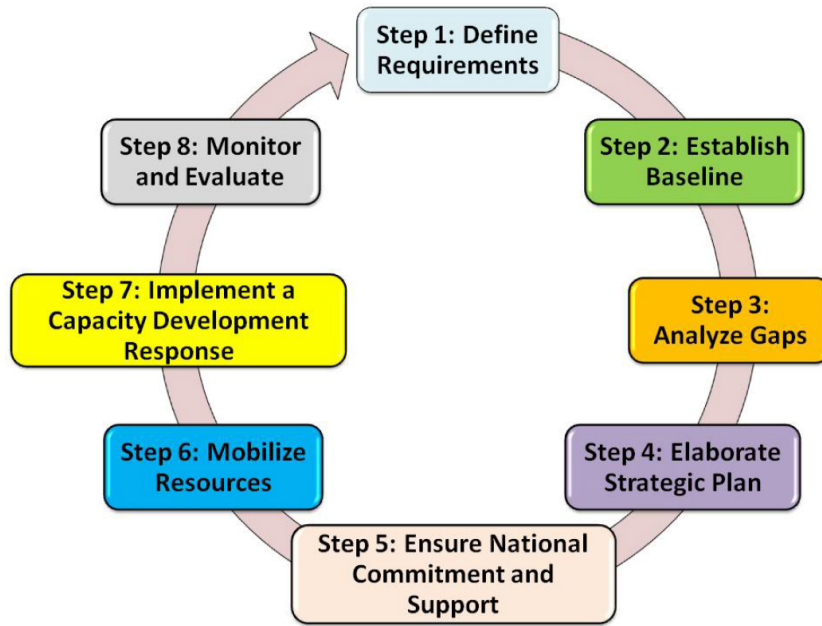 Step 1: Define
Requirements
Step 2: Establish
Baseline
Step 3:
Analyze Gaps
Step 4: Elaborate
Strategic Plan
Step 5: Ensure National
Commitment and
Support
Step 6: Mobilize
Resources
Step 7: Implement a
Capacity Development
Response
Step 8: Monitor
and Evaluate